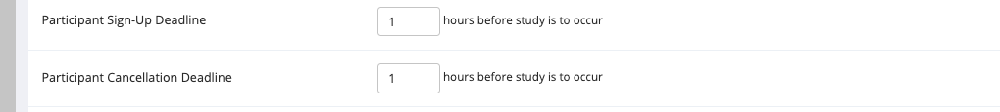 Participant Sign-Up Deadline 1 hours before study is to occur
Participant Cancellation Deadline 1 hours before study is to occur